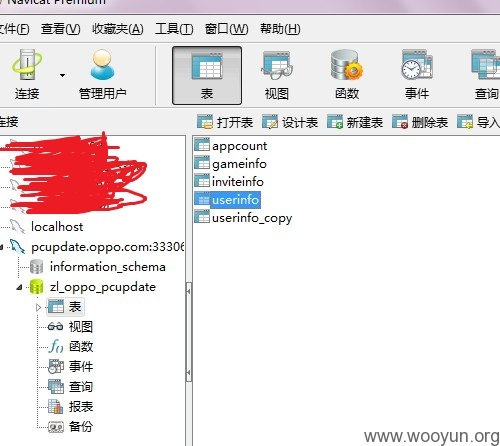 Navicat Premium
文件(F) 查看(V) 收藏夹(A) 工具(T) 窗口(W) 帮助(H)
连接 管理用户 表 视图 函数 事件 查询
连接
打开表 设计表 新建表 删除表 导入
appcount
gameinfo
inviteinfo
userinfo
userinfo_copy
localhost
pcupdate.oppo.com:33306
information_schema
zl_oppo_pcupdate
表
视图
函数
事件
查询
报表
备份
www.wooyun.org